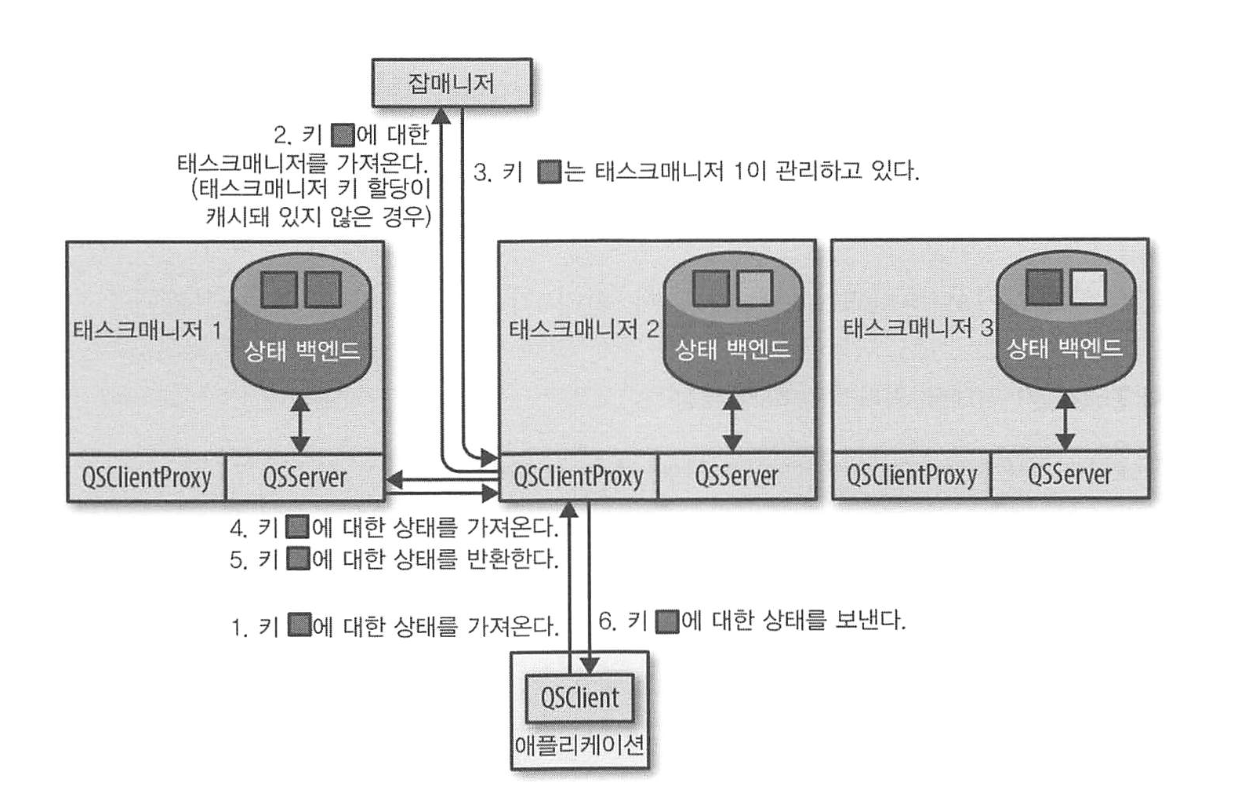 잡매니저
2. 키 에 대한
태스크매니저를 가져온다.
(태스크매니저 키 할당이
캐시돼 있지 않은 경우)
3. 키 는 태스크매니저 1이 관리하고 있다.
태스크매니저 1
상태 백엔드
QSClientProxy
QSServer
태스크매니저 2
상태 백엔드
QSClientProxy
QSServer
태스크매니저 3
상태 백엔드
QSClientProxy
QSServer
4. 키 에 대한 상태를 가져온다.
5. 키 에 대한 상태를 반환한다.
1. 키 에 대한 상태를 가져온다.
6. 키 에 대한 상태를 보낸다.
QSClient
애플리케이션